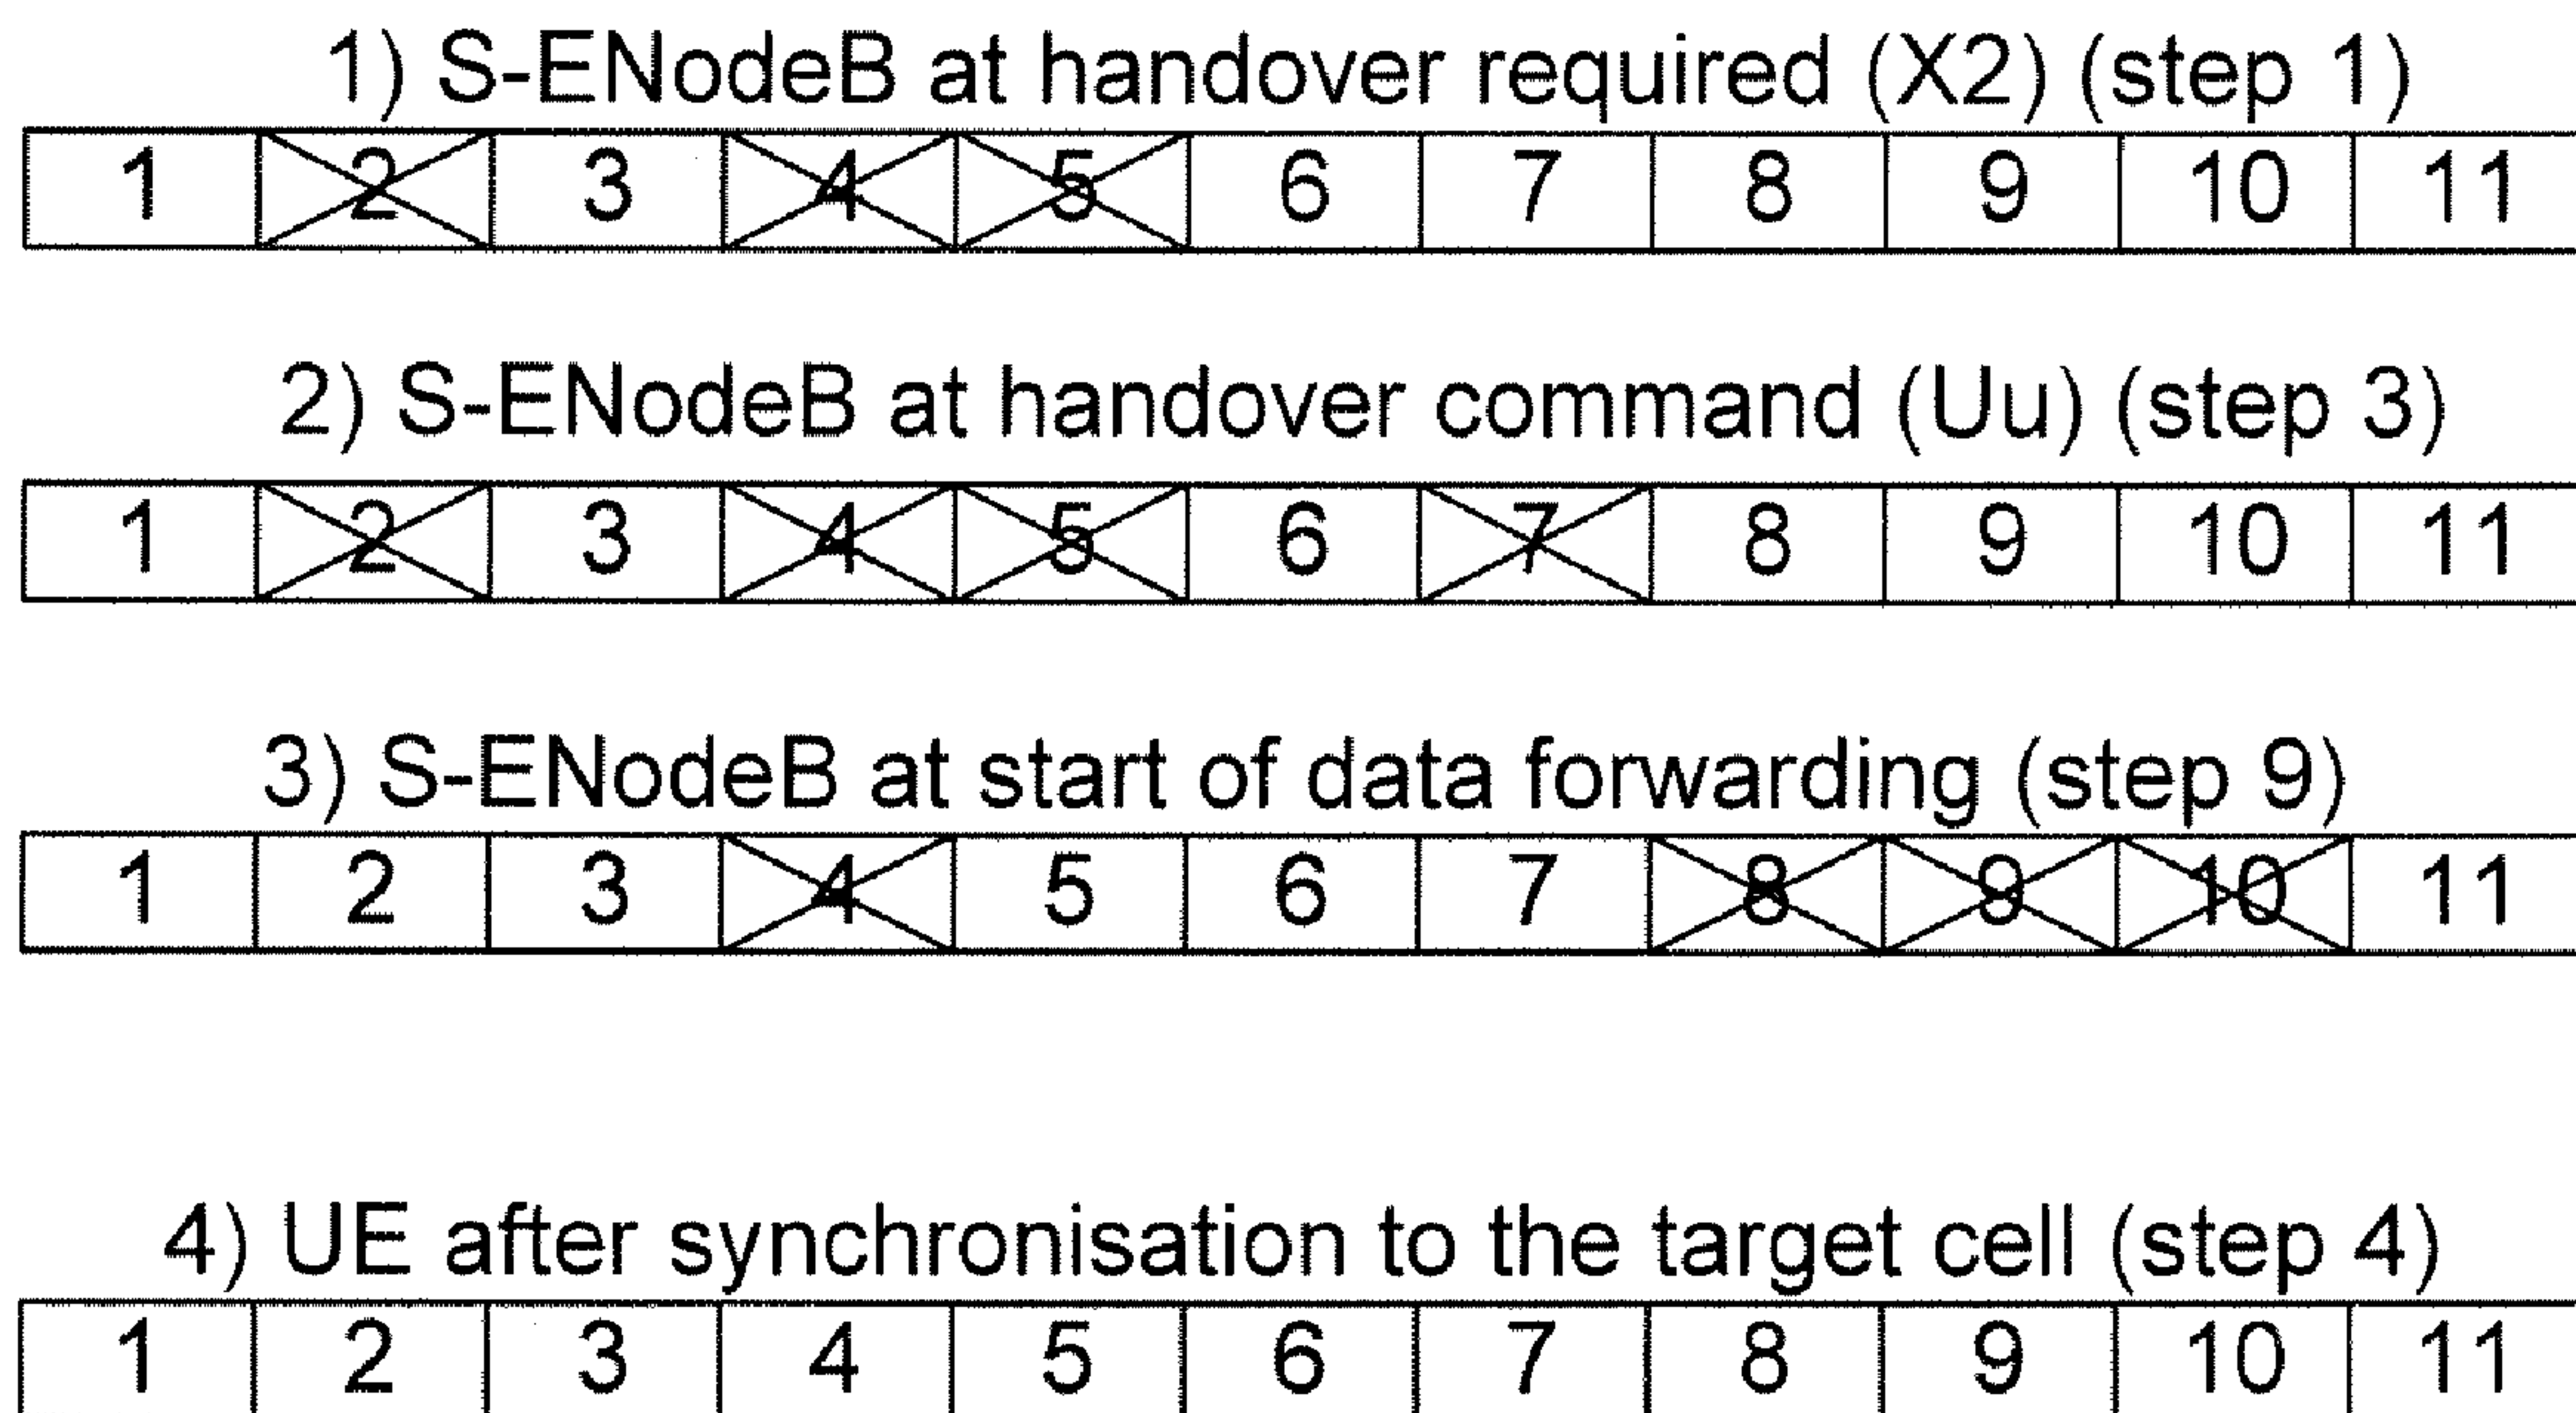 1) S-ENodeB at handover required (X2) (step 1)
1 2 3 4 5 6 7 8 9 10 11
2) S-ENodeB at handover command (Uu) (step 3)
1 2 3 4 5 6 7 8 9 10 11
3) S-ENodeB at start of data forwarding (step 9)
1 2 3 4 5 6 7 8 9 10 11
4) UE after synchronisation to the target cell (step 4)
1 2 3 4 5 6 7 8 9 10 11